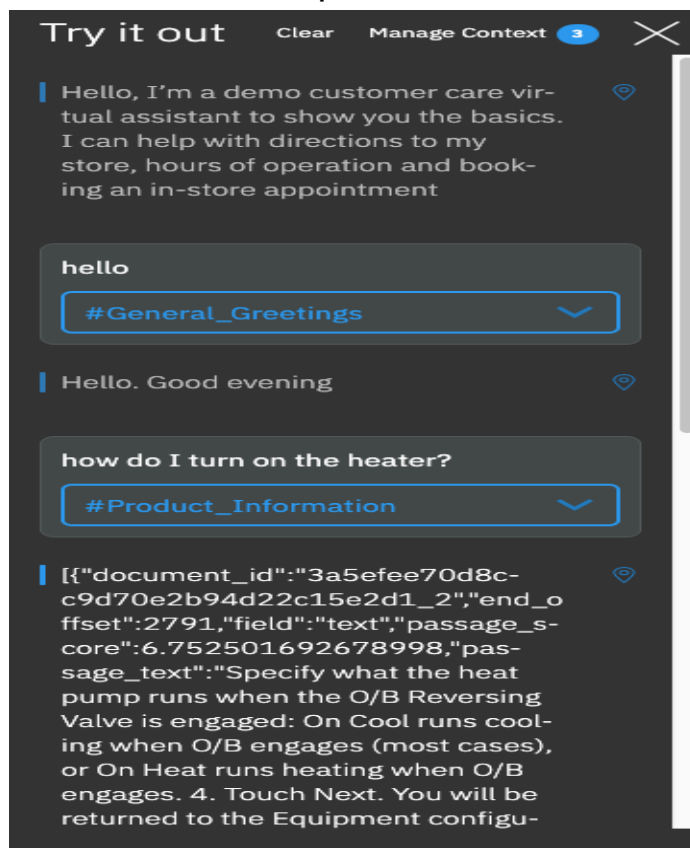 Try it out Clear Manage Context 3
Hello, I'm a demo customer care vir-
tual assistant to show you the basics.
I can help with directions to my
store, hours of operation and book-
ing an in-store appointment
hello
#General_Greetings
Hello. Good evening
how do I turn on the heater?
#Product_Information
[{"document_id":"3a5efee70d8c-
c9d70e2b94d22c15e2d1_2","end_o
ffset":2791,"field":"text","passage_s-
core":6.752501692678998,"pas-
sage_text":"Specify what the heat
pump runs when the O/B Reversing
Valve is engaged: On Cool runs cool-
ing when O/B engages (most cases),
or On Heat runs heating when O/B
engages. 4. Touch Next. You will be
returned to the Equipment configu-